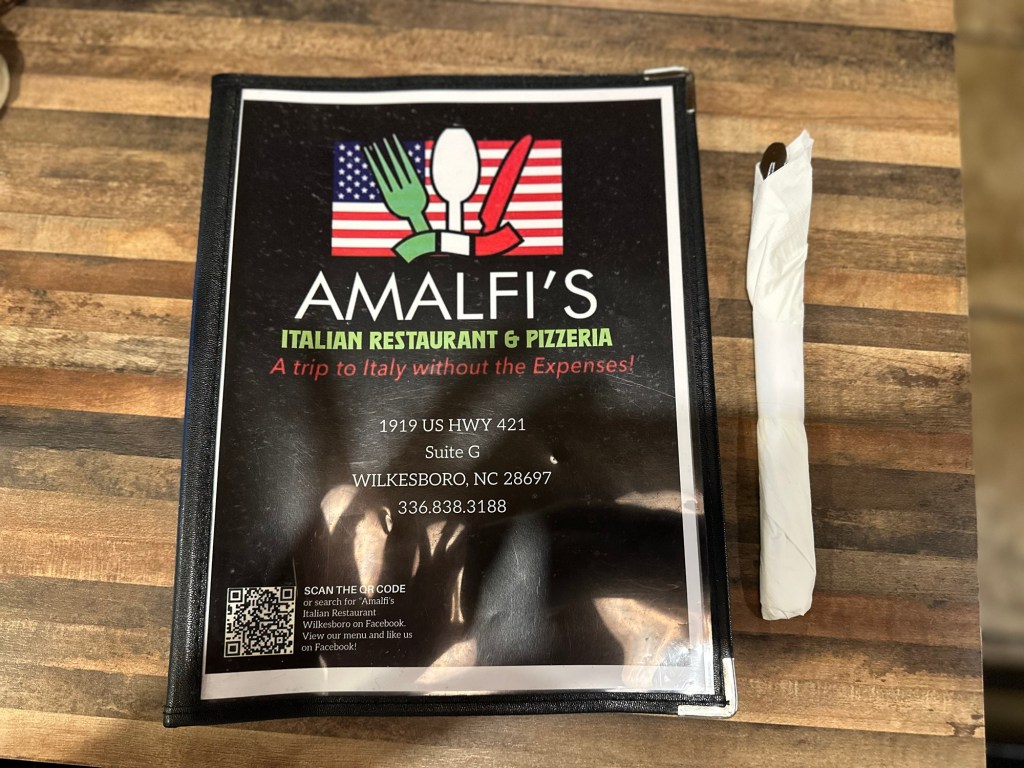 AMALFI'S
ITALIAN RESTAURANT & PIZZERIA
A trip to Italy without the Expenses!
1919 US HWY 421
Suite G
WILKESBORO, NC 28697
336.838.3188
SCAN THE QR CODE
or search for "Amalfi's
Italian Restaurant
Wilkesboro on Facebook.
View our menu and like us
on Facebook!